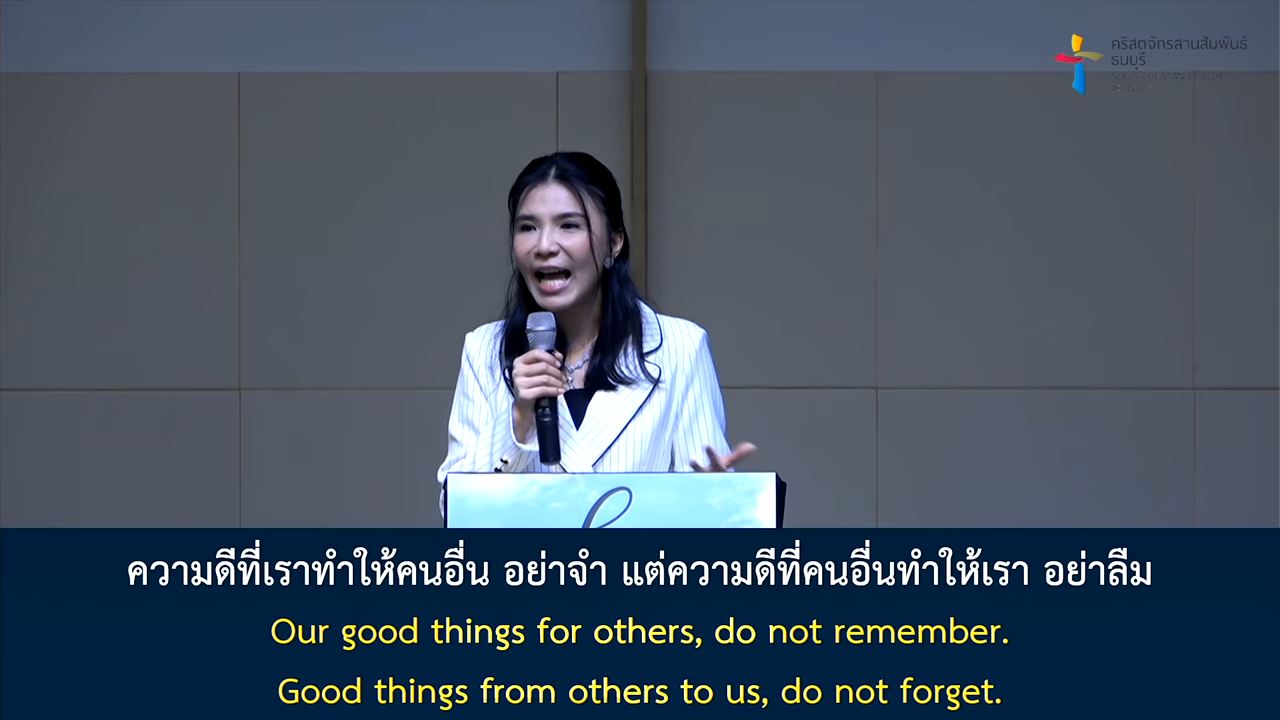 คริสตจักรสานสัมพันธ์
ธนบุรี
ความดีที่เราทำให้คนอื่น อย่าจำ แต่ความดีที่คนอื่นทำให้เรา อย่าลืม
Our good things for others, do not remember.
Good things from others to us, do not forget.